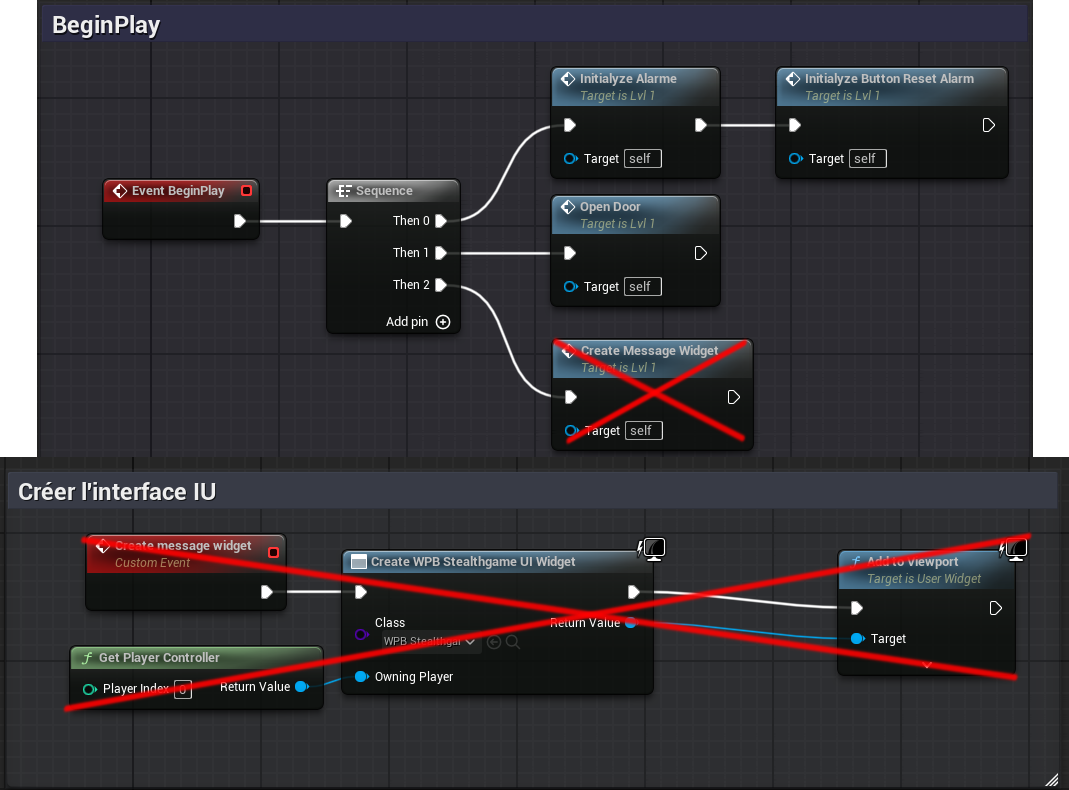 BeginPlay
Initialyze Alarme
Target is Lvl 1
Target self
Initialyze Button Reset Alarm
Target is Lvl 1
Target self
Event BeginPlay
Sequence
Then 0
Then 1
Then 2
Add pin
Open Door
Target is Lvl 1
Target self
Create Message Widget
Target is Lvl 1
Target self
Créer l'interface IU
Create message widget
Custom Event
Create WPB Stealthgame UI Widget
Class
WPB Stealthgar
Return Value
Owning Player
Add to Viewport
Target is User Widget
Target
Get Player Controller
Player Index 0
Return Value